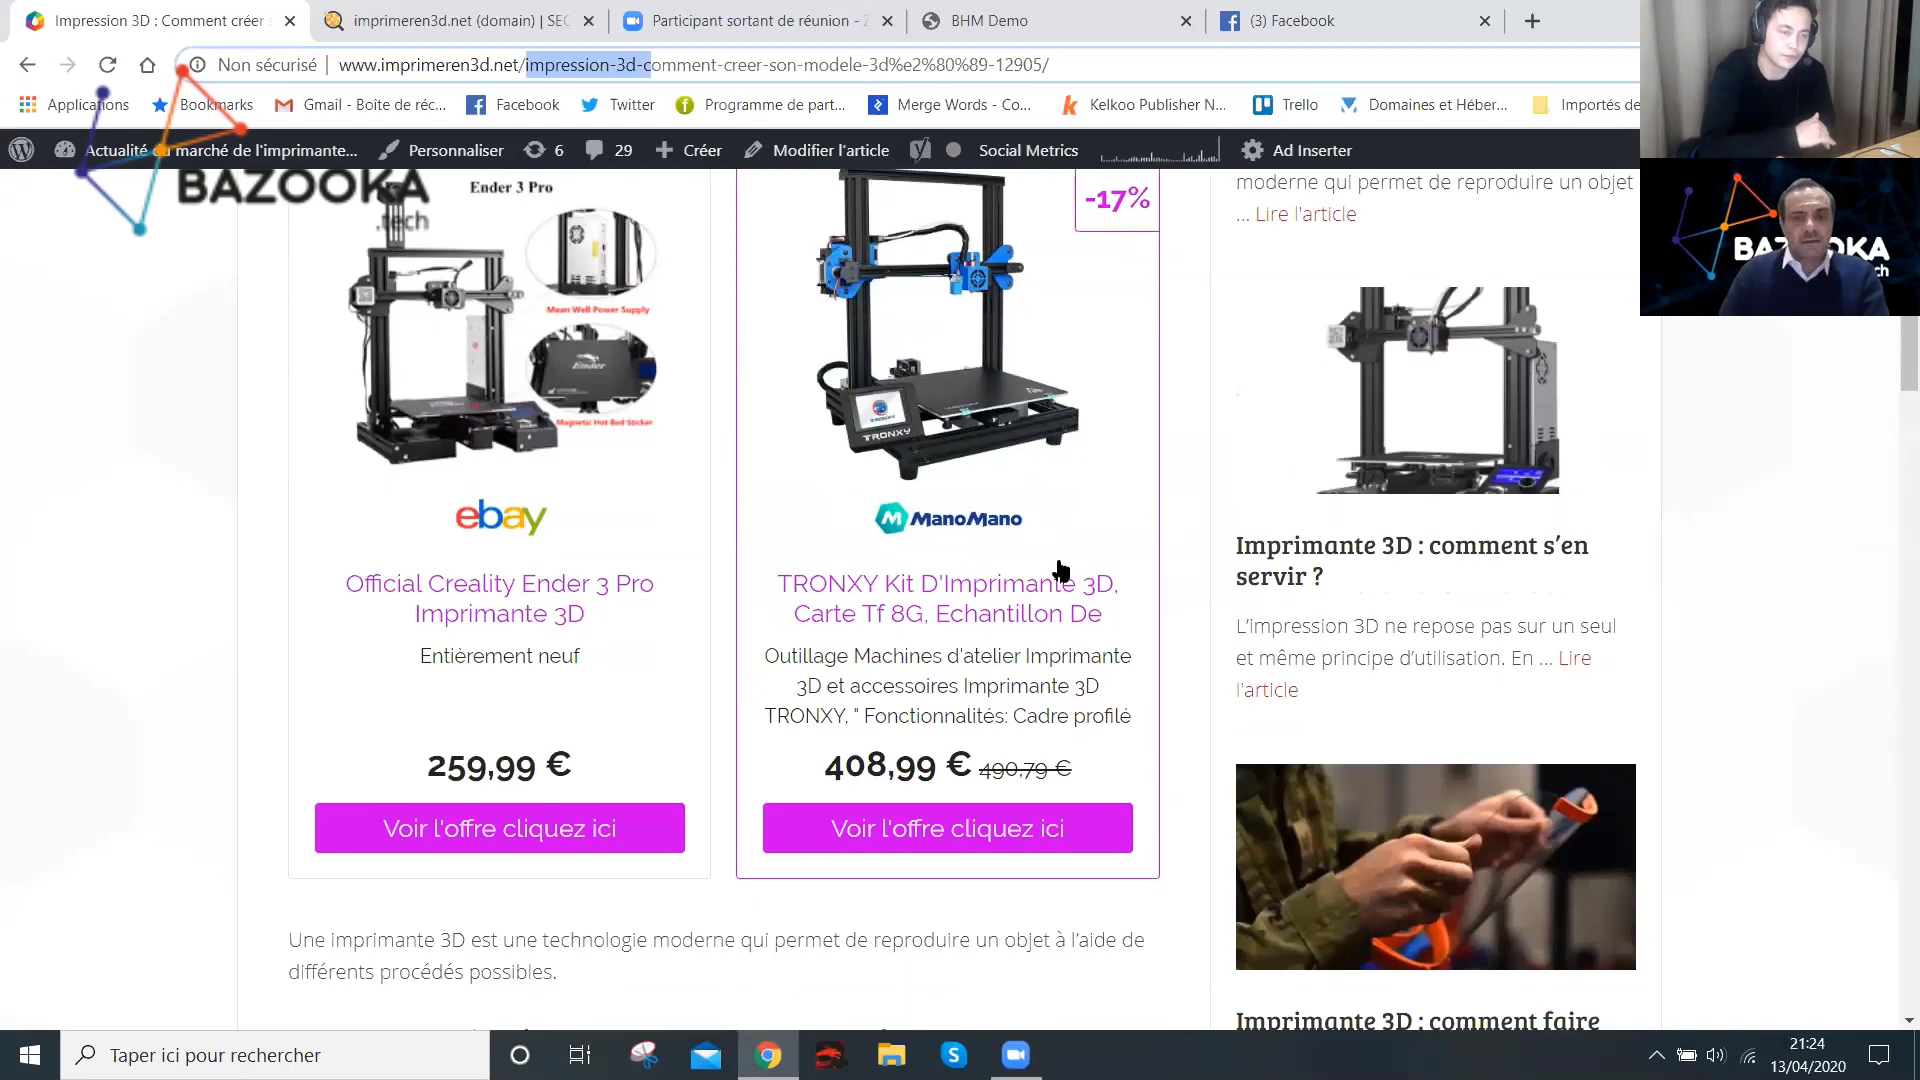 Impression 3D : Comment créer s
imprimeren3d.net (domain) | SEO
Participant sortant de réunion - Z
BHM Demo
(3) Facebook
Non sécurisé | www.imprimeren3d.net/impression-3d-comment-creer-son-modele-3d%e2%80%89-12905/
Applications
Bookmarks
Gmail - Boîte de réc...
Facebook
Twitter
Programme de part...
Merge Words - Co...
Kelkoo Publisher N...
Trello
Domaines et Héber...
Importés de
Actualité du marché de l'imprimante...
Personnaliser
6
29
Créer
Modifier l'article
Social Metrics
Ad Inserter
BAZOOKA
.tech
Ender 3 Pro
Mean Well Power Supply
Ender
Magnetic Hot Bed Sticker
ebay
Official Creality Ender 3 Pro
Imprimante 3D
Entièrement neuf
259,99 €
Voir l'offre cliquez ici
-17%
TRONXY
ManoMano
TRONXY Kit D'Imprimante 3D,
Carte Tf 8G, Echantillon De
Outillage Machines d'atelier Imprimante
3D et accessoires Imprimante 3D
TRONXY, " Fonctionnalités: Cadre profilé
408,99 € 490,79 €
Voir l'offre cliquez ici
Une imprimante 3D est une technologie moderne qui permet de reproduire un objet à l'aide de
différents procédés possibles.
moderne qui permet de reproduire un objet
... Lire l'article
Imprimante 3D : comment s'en
servir ?
L'impression 3D ne repose pas sur un seul
et même principe d'utilisation. En ... Lire
l'article
Imprimante 3D : comment faire
BAZOOKA
tech
Taper ici pour rechercher
21:24
13/04/2020